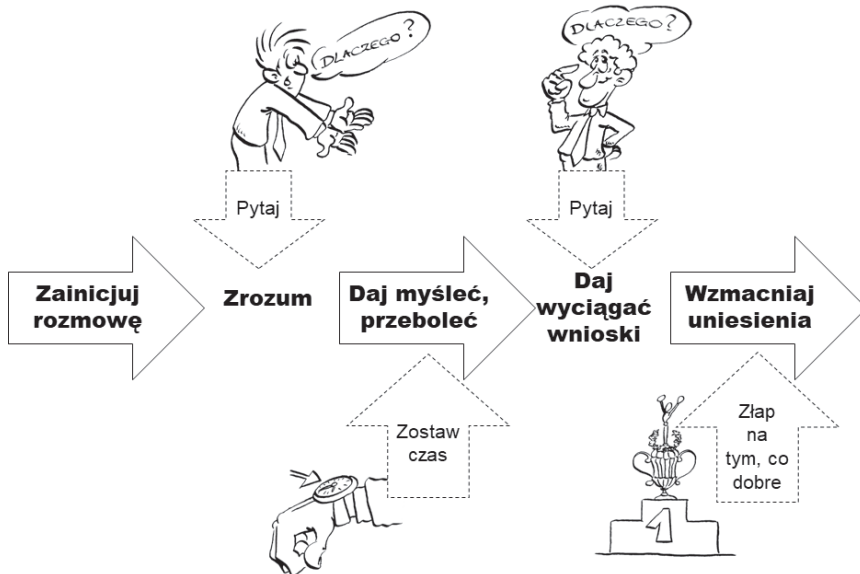 DLACZEGO?
DLACZEGO?
Pytaj
Pytaj
Zainicjuj
rozmowę
Zrozum
Daj myśleć,
przeboleć
Daj
wyciągać
wnioski
Wzmacniaj
uniesienia
Zostaw
czas
Złap
na
tym, co
dobre
1